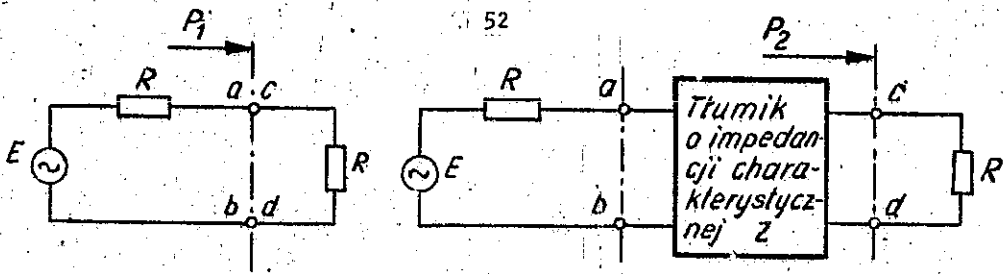 52
P₁
R
a c
E
R
b d
P₂
R
a
c
E
R
b
d
Tłumik
o impedan-
cji chara-
kterystycz-
nej Z